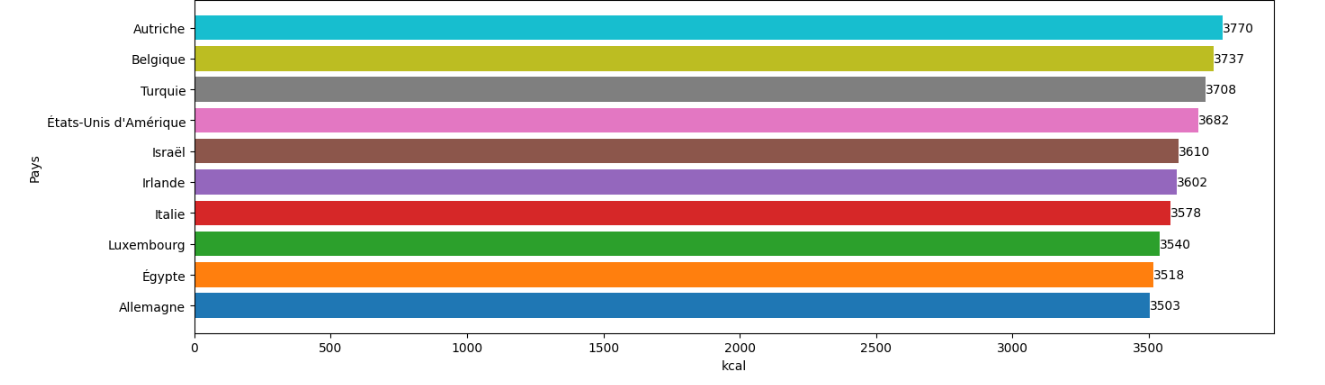 Autriche 3770
Belgique 3737
Turquie 3708
États-Unis d'Amérique 3682
Israël 3610
Pays
Irlande 3602
Italie 3578
Luxembourg 3540
Égypte 3518
Allemagne 3503
0 500 1000 1500 2000 2500 3000 3500
kcal